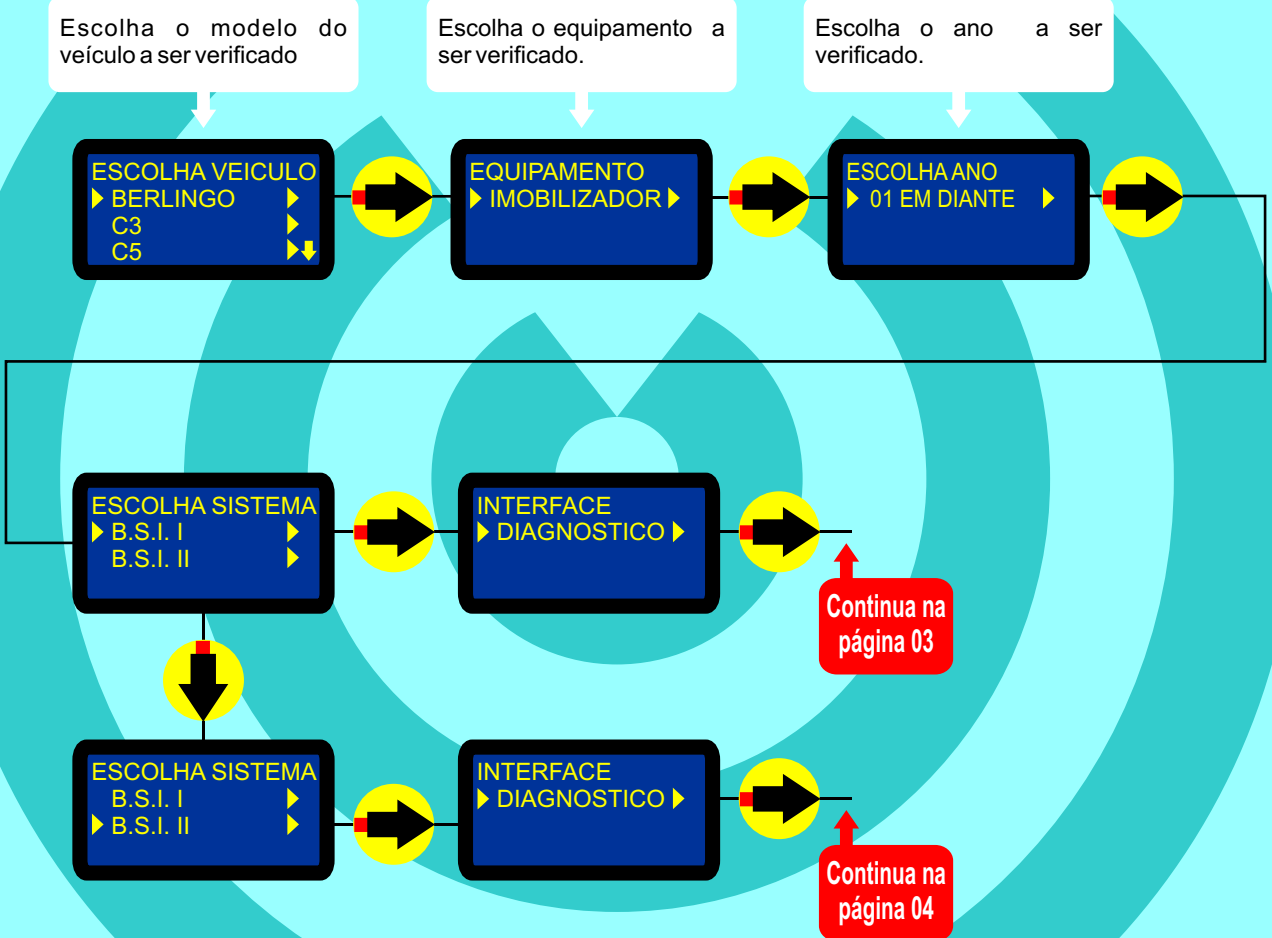 Escolha o modelo do
veículo a ser verificado
Escolha o equipamento a
ser verificado.
Escolha o ano a ser
verificado.
ESCOLHA VEICULO
BERLINGO
C3
C5
EQUIPAMENTO
IMOBILIZADOR
ESCOLHA ANO
01 EM DIANTE
ESCOLHA SISTEMA
B.S.I. I
B.S.I. II
INTERFACE
DIAGNOSTICO
Continua na
página 03
ESCOLHA SISTEMA
B.S.I. I
B.S.I. II
INTERFACE
DIAGNOSTICO
Continua na
página 04